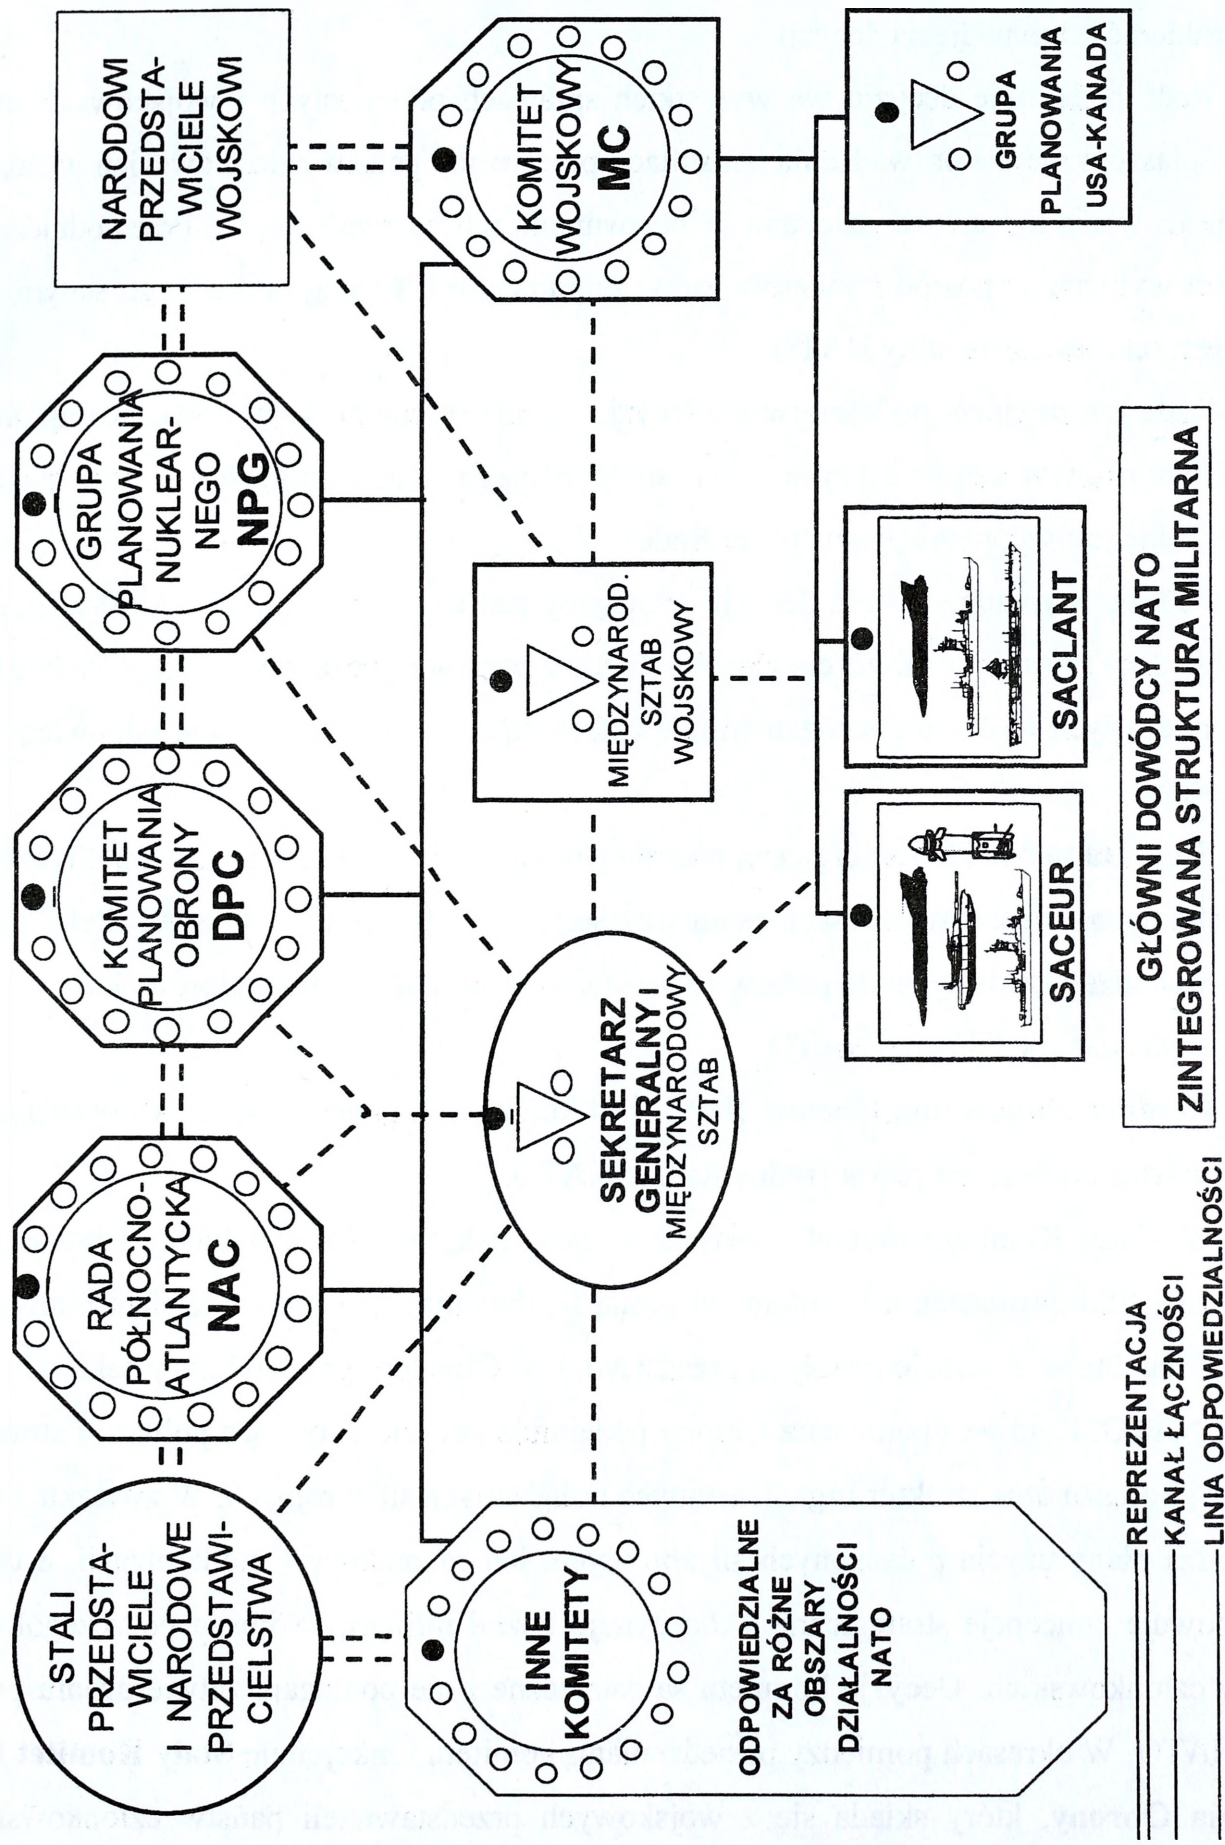 STALI
PRZEDSTA-
WICIELE
I NARODOWE
PRZEDSTAWI-
CIELSTWA
RADA
PÓŁNOCNO-
ATLANTYCKA
NAC
KOMITET
PLANOWANIA
OBRONY
DPC
GRUPA
PLANOWANIA
NUKLEAR-
NEGO
NPG
NARODOWI
PRZEDSTA-
WICIELE
WOJSKOWI
INNE
KOMITETY
ODPOWIEDZIALNE
ZA RÓŻNE
OBSZARY
DZIAŁALNOŚCI
NATO
SEKRETARZ
GENERALNY I
MIĘDZYNARODOWY
SZTAB
MIĘDZYNAROD.
SZTAB
WOJSKOWY
KOMITET
WOJSKOWY
MC
SACEUR
SACLANT
GRUPA
PLANOWANIA
USA-KANADA
GŁOWNI DOWÓDCY NATO
ZINTEGROWANA STRUKTURA MILITARNA
REPREZENTACJA
KANAŁ ŁĄCZNOŚCI
LINIA ODPOWIEDZIALNOŚCI